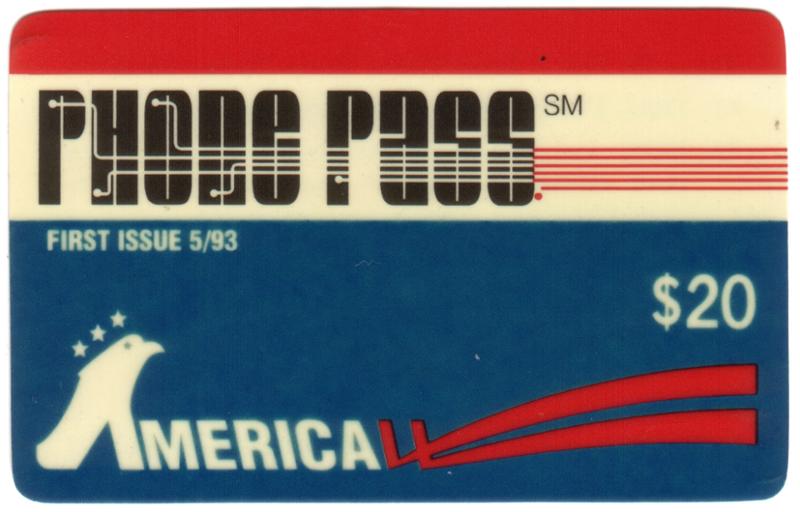 PHONE PASS SM
FIRST ISSUE 5/93
$20
AMERICA